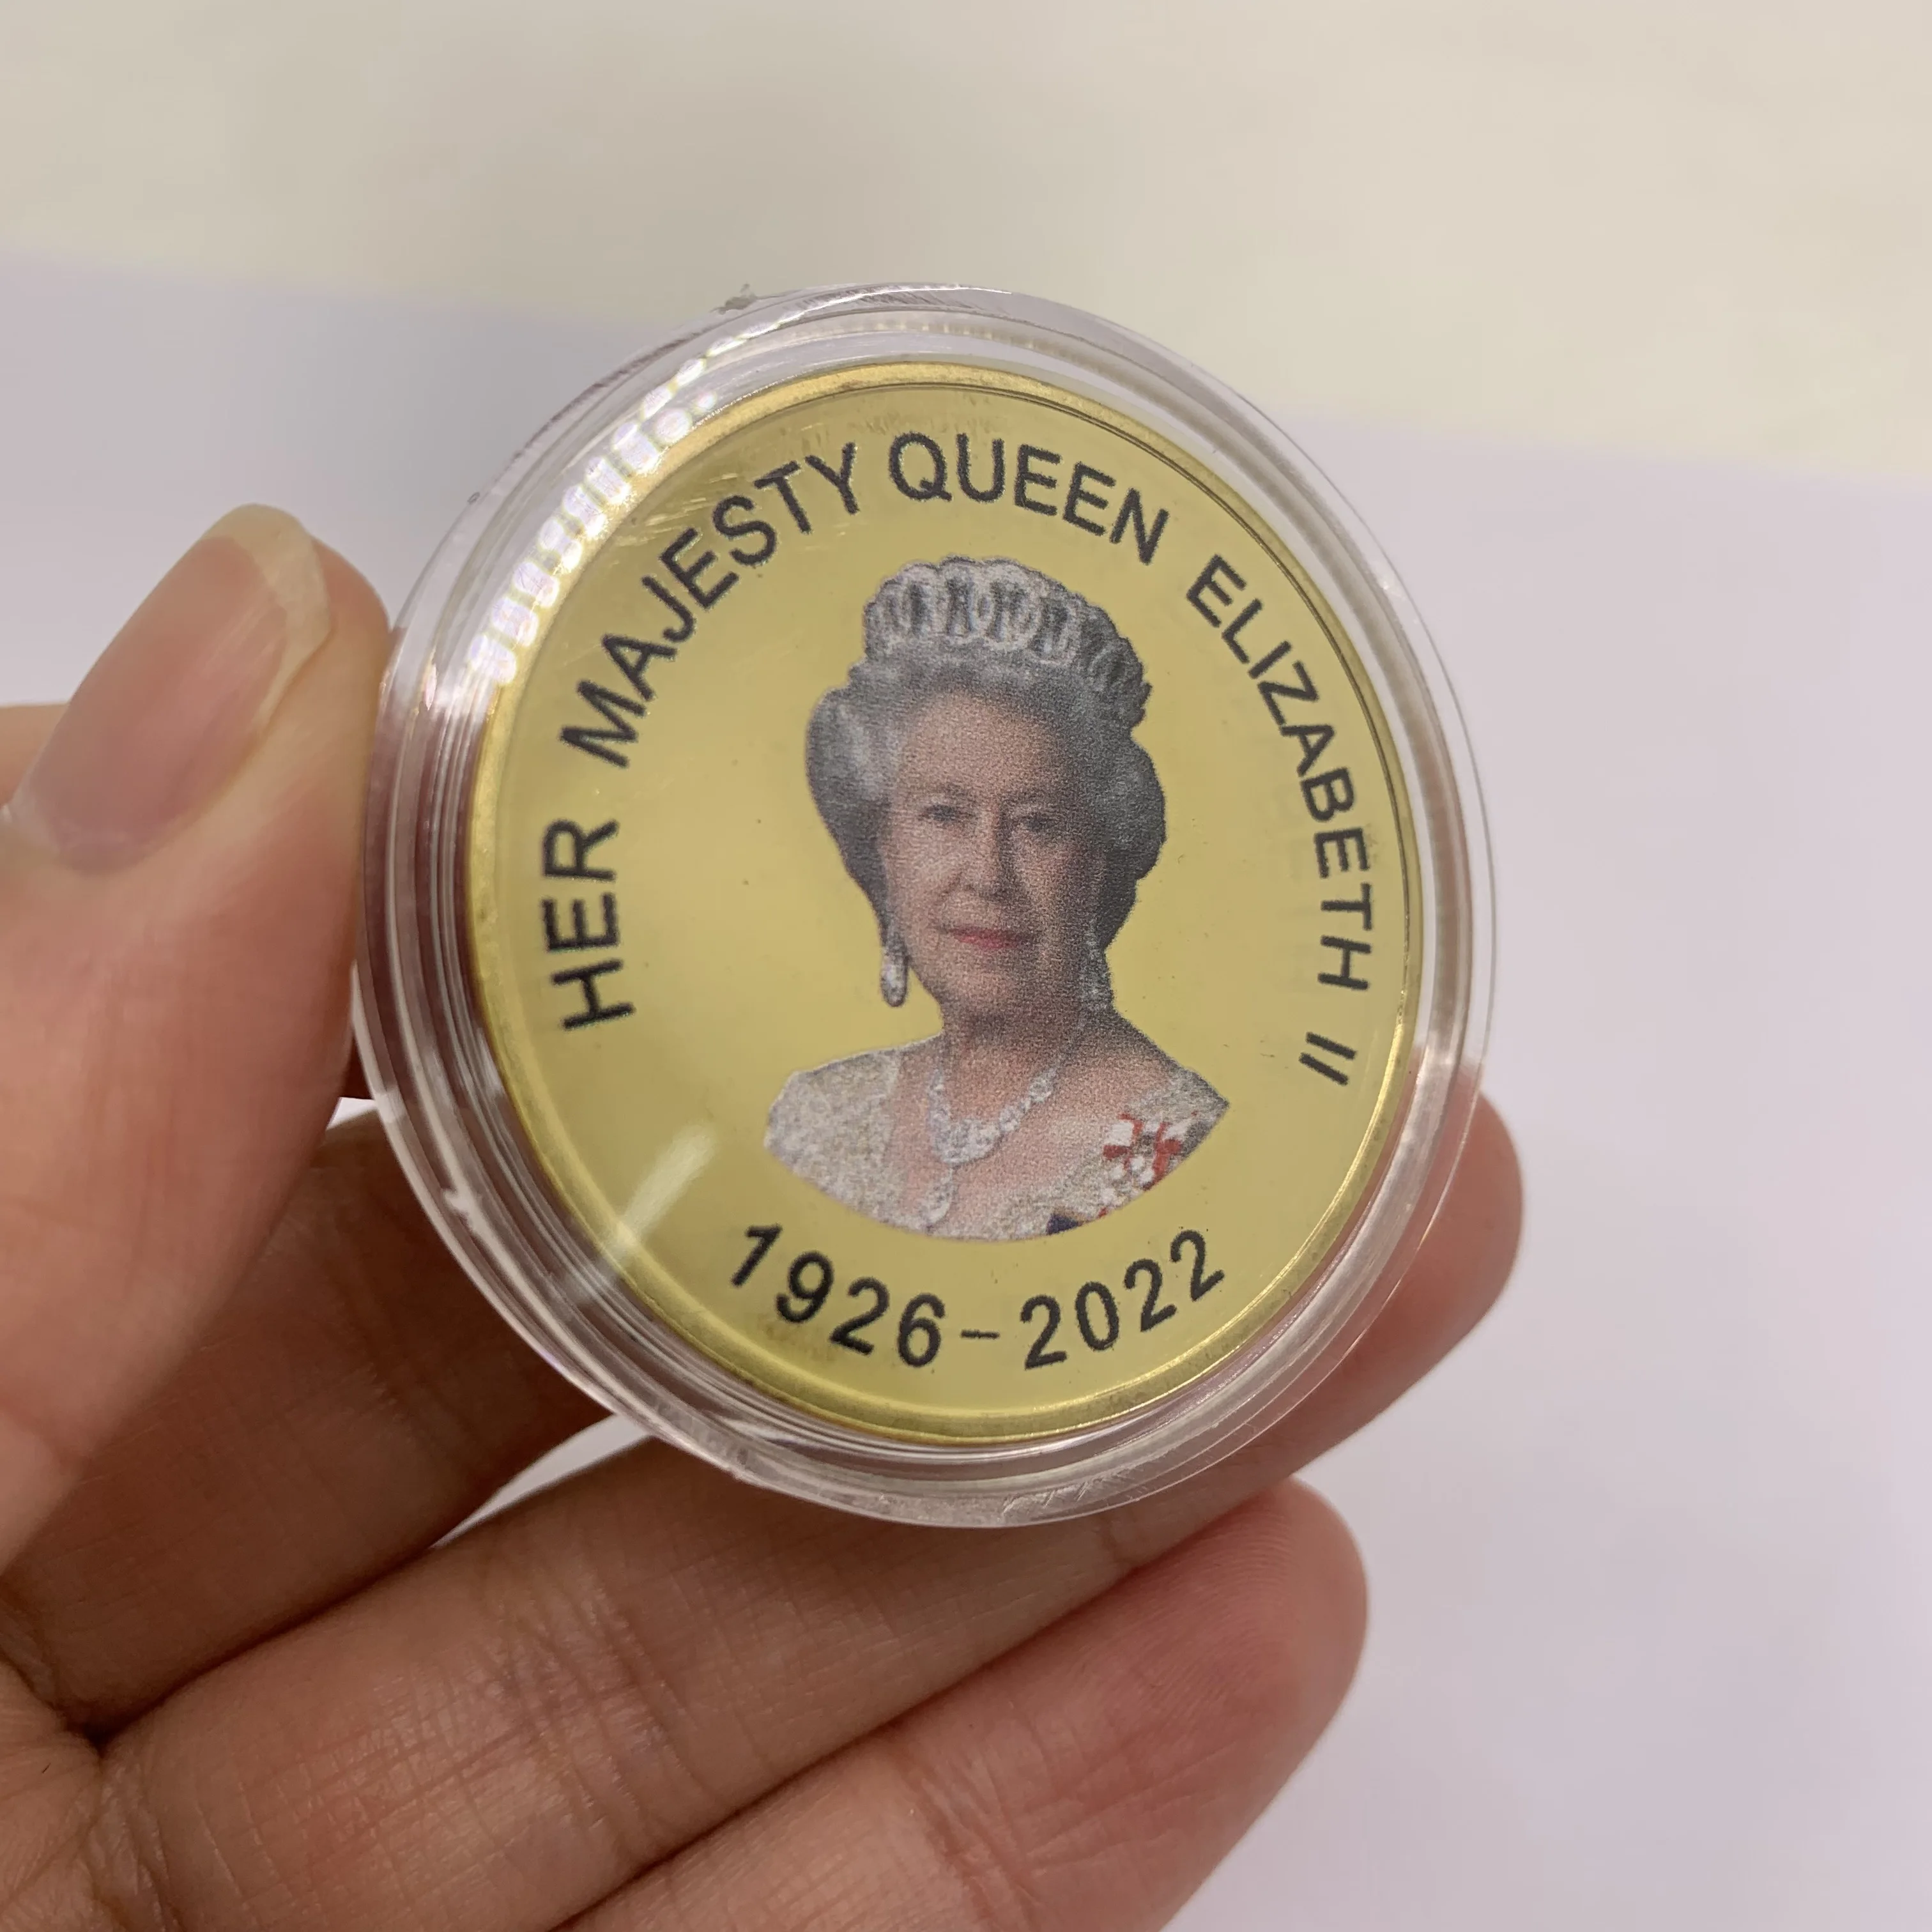 HER MAJESTY QUEEN ELIZABETH II
1926-2022